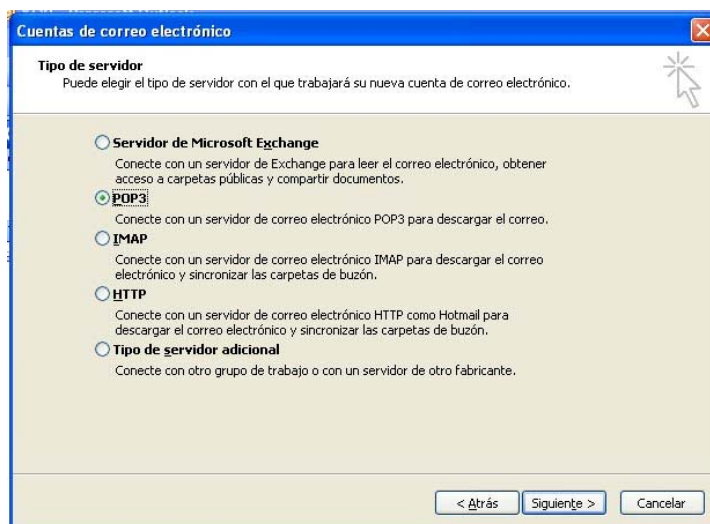 Cuentas de correo electrónico
Tipo de servidor
Puede elegir el tipo de servidor con el que trabajará su nueva cuenta de correo electrónico.
Servidor de Microsoft Exchange
Conecte con un servidor de Exchange para leer el correo electrónico, obtener
acceso a carpetas públicas y compartir documentos.
POP3
Conecte con un servidor de correo electrónico POP3 para descargar el correo.
IMAP
Conecte con un servidor de correo electrónico IMAP para descargar el correo
electrónico y sincronizar las carpetas de buzón.
HTTP
Conecte con un servidor de correo electrónico HTTP como Hotmail para
descargar el correo electrónico y sincronizar las carpetas de buzón.
Tipo de servidor adicional
Conecte con otro grupo de trabajo o con un servidor de otro fabricante.
< Atrás Siguiente > Cancelar